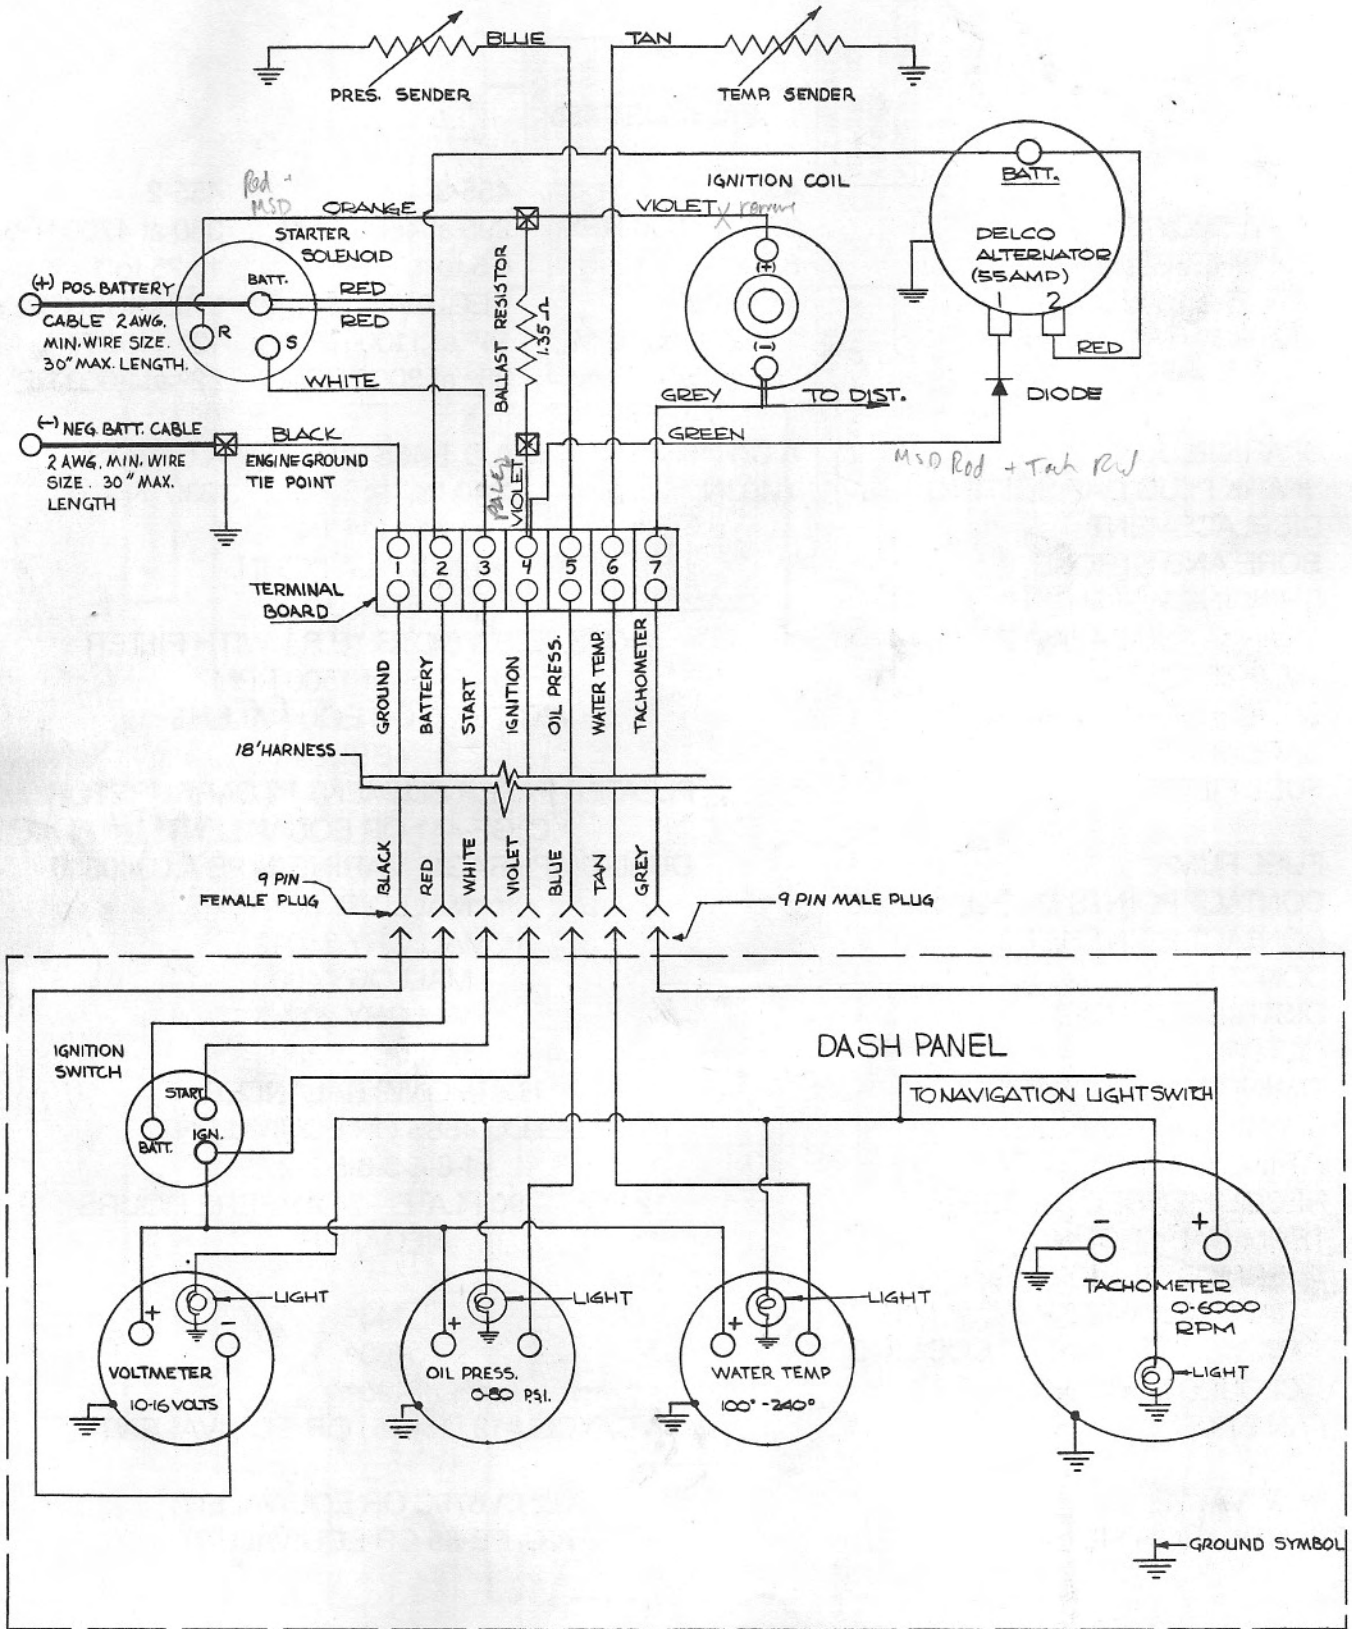 BLUE
TAN
PRES. SENDER
TEMP. SENDER
BATT.
IGNITION COIL
MSD
ORANGE
VIOLET
X remove
STARTER
SOLENOID
DELCO
ALTERNATOR
(55AMP)
1 2
(+) POS. BATTERY
BATT.
RED
RED
CABLE 2 AWG.
MIN. WIRE SIZE.
30" MAX. LENGTH.
R
S
BALLAST RESISTOR
1.35 Ω
(+)
(-)
RED
WHITE
GREY
TO DIST.
DIODE
(-) NEG. BATT. CABLE
BLACK
GREEN
2 AWG. MIN. WIRE
SIZE. 30" MAX.
LENGTH
ENGINE GROUND
TIE POINT
VIOLET
MSD Red + Tach Red
1 2 3 4 5 6 7
TERMINAL
BOARD
GROUND
BATTERY
START
IGNITION
OIL PRESS.
WATER TEMP.
TACHOMETER
18' HARNESS
BLACK
RED
WHITE
VIOLET
BLUE
TAN
GREY
9 PIN
FEMALE PLUG
9 PIN MALE PLUG
DASH PANEL
IGNITION
SWITCH
START
BATT.
IGN.
TO NAVIGATION LIGHT SWITCH
+
-
LIGHT
VOLTMETER
10-16 VOLTS
+
LIGHT
OIL PRESS.
0-80 P.S.I.
+
LIGHT
WATER TEMP
100° - 240°
-
+
TACHOMETER
0-6000
RPM
LIGHT
GROUND SYMBOL